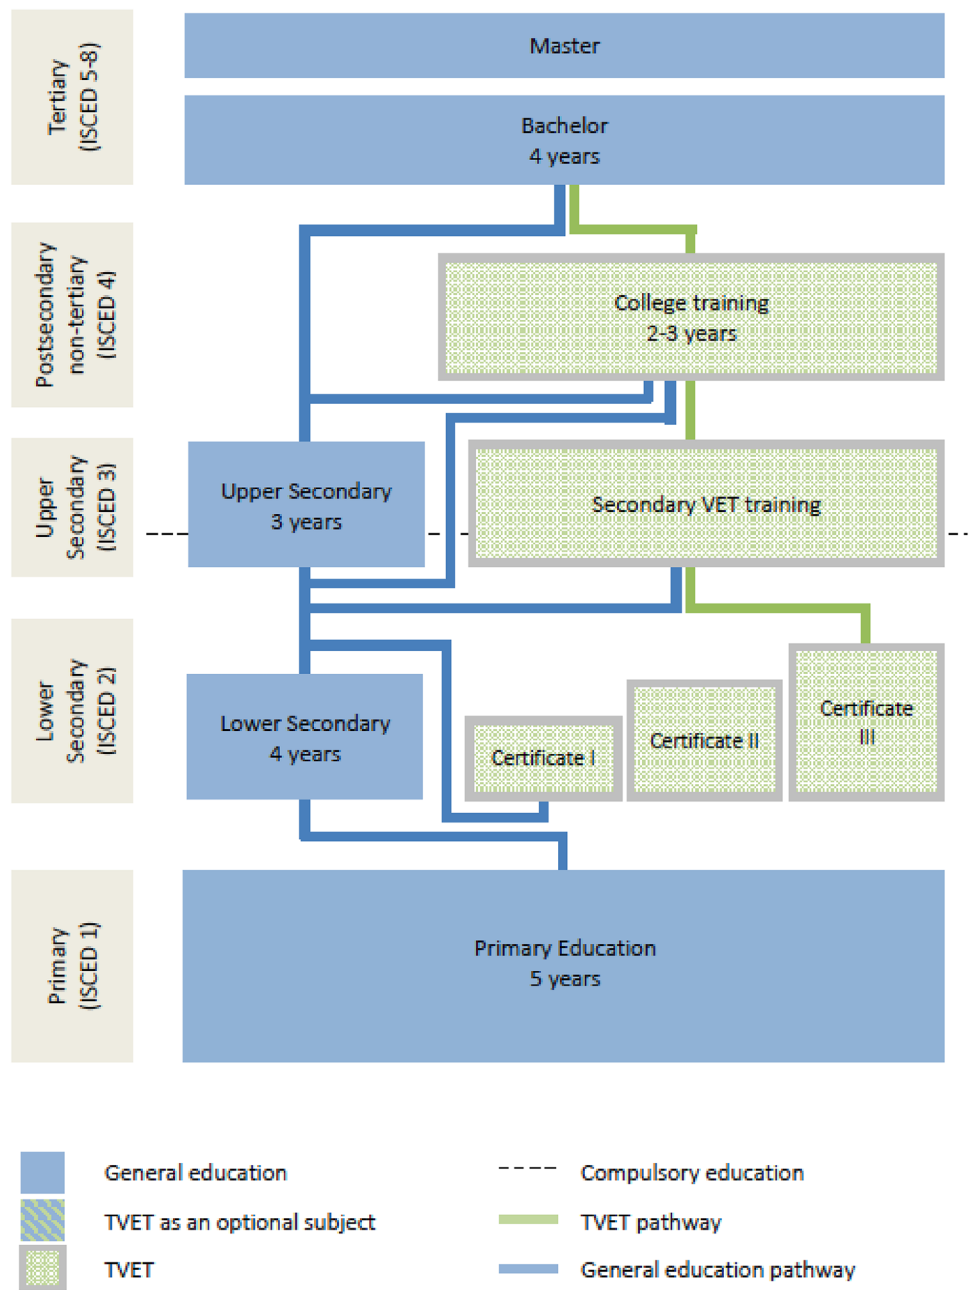 Tertiary
(ISCED 5-8)
Master
Bachelor
4 years
Postsecondary
non-tertiary
(ISCED 4)
College training
2-3 years
Upper
Secondary
(ISCED 3)
Upper Secondary
3 years
Secondary VET training
Lower
Secondary
(ISCED 2)
Lower Secondary
4 years
Certificate I
Certificate II
Certificate
III
Primary
(ISCED 1)
Primary Education
5 years
General education
Compulsory education
TVET as an optional subject
TVET pathway
TVET
General education pathway